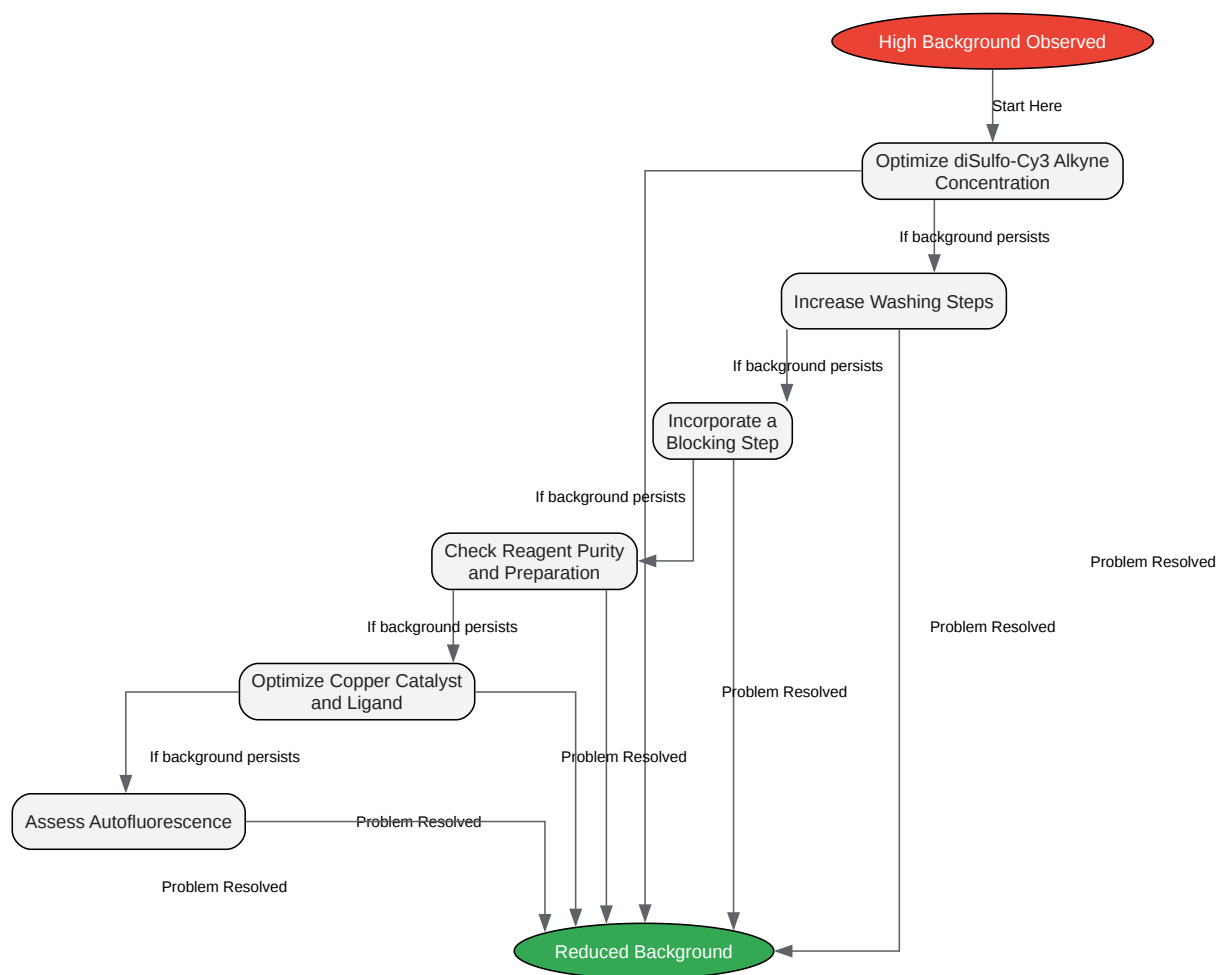 High Background Observed
Start Here
Optimize diSulfo-Cy3 Alkyne
Concentration
If background persists
Increase Washing Steps
If background persists
Incorporate a
Blocking Step
If background persists
Check Reagent Purity
and Preparation
Problem Resolved
If background persists
Problem Resolved
Optimize Copper Catalyst
and Ligand
Problem Resolved
If background persists
Problem Resolved
Assess Autofluorescence
Problem Resolved
Problem Resolved
Reduced Background